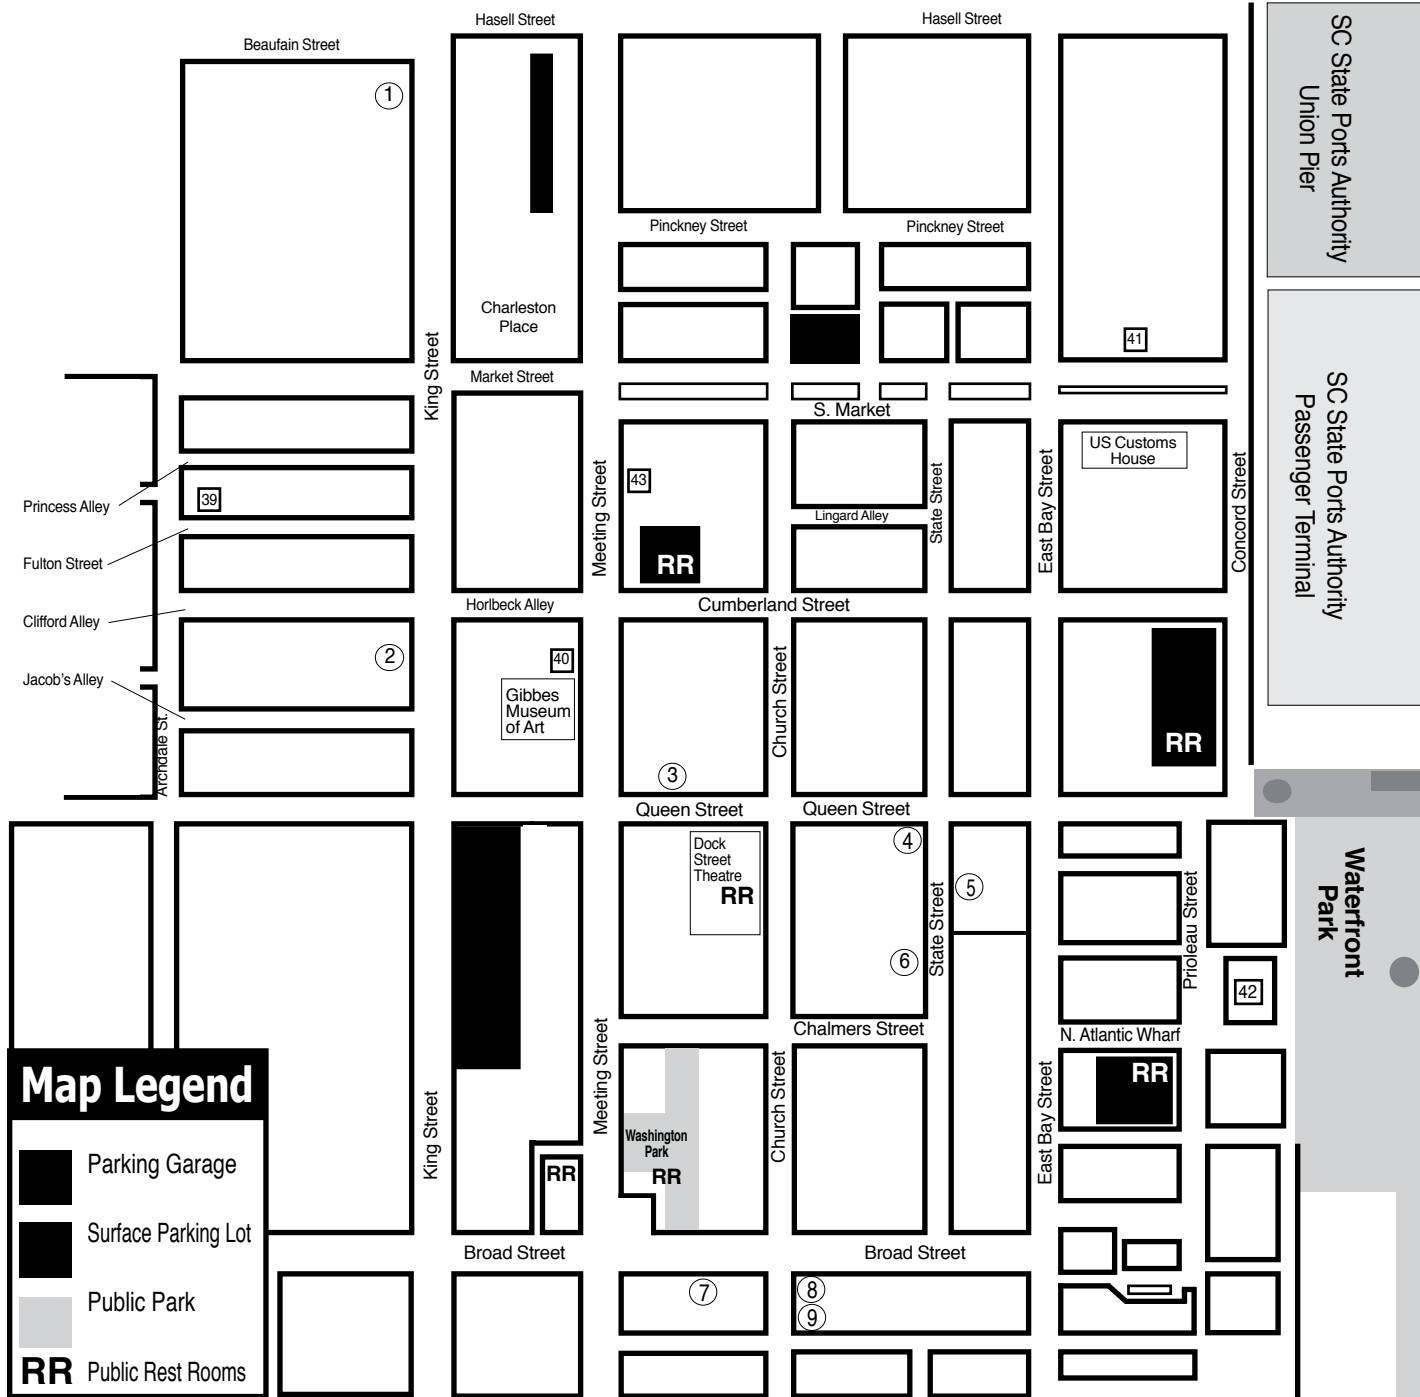 Hasell Street
Hasell Street
Beaufain Street
SC State Ports Authority
Union Pier
1
Pinckney Street
Pinckney Street
Charleston
Place
41
King Street
Market Street
SC State Ports Authority
Passenger Terminal
S. Market
US Customs
House
Meeting Street
43
State Street
East Bay Street
Concord Street
Princess Alley
39
Lingard Alley
RR
Fulton Street
Horlbeck Alley
Cumberland Street
Clifford Alley
2
40
Church Street
Jacob's Alley
Gibbes
Museum
of Art
Archdale St.
RR
3
Queen Street
Queen Street
Dock
Street
Theatre
RR
4
5
State Street
6
Prioleau Street
Waterfront
Park
42
Chalmers Street
N. Atlantic Wharf
Meeting Street
Church Street
East Bay Street
RR
King Street
Washington
Park
RR
RR
Broad Street
Broad Street
7
8
9
Map Legend
Parking Garage
Surface Parking Lot
Public Park
RR Public Rest Rooms